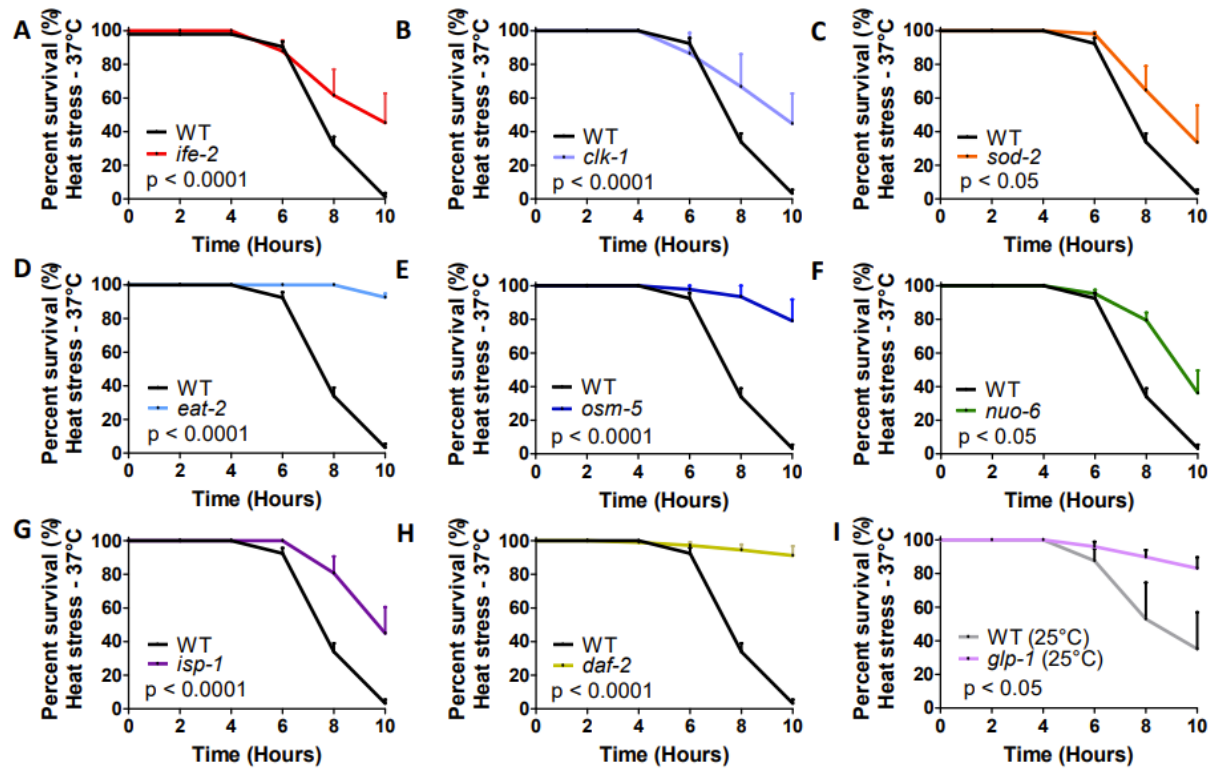 A
Percent survival (%)
Heat stress - 37°C
100
80
60
40
20
0
WT
ife-2
p < 0.0001
0 2 4 6 8 10
Time (Hours)
B
Percent survival (%)
Heat stress - 37°C
100
80
60
40
20
0
WT
clk-1
p < 0.0001
0 2 4 6 8 10
Time (Hours)
C
Percent survival (%)
Heat stress - 37°C
100
80
60
40
20
0
WT
sod-2
p < 0.05
0 2 4 6 8 10
Time (Hours)
D
Percent survival (%)
Heat stress - 37°C
100
80
60
40
20
0
WT
eat-2
p < 0.0001
0 2 4 6 8 10
Time (Hours)
E
Percent survival (%)
Heat stress - 37°C
100
80
60
40
20
0
WT
osm-5
p < 0.0001
0 2 4 6 8 10
Time (Hours)
F
Percent survival (%)
Heat stress - 37°C
100
80
60
40
20
0
WT
nuo-6
p < 0.05
0 2 4 6 8 10
Time (Hours)
G
Percent survival (%)
Heat stress - 37°C
100
80
60
40
20
0
WT
isp-1
p < 0.0001
0 2 4 6 8 10
Time (Hours)
H
Percent survival (%)
Heat stress - 37°C
100
80
60
40
20
0
WT
daf-2
p < 0.0001
0 2 4 6 8 10
Time (Hours)
I
Percent survival (%)
Heat stress - 37°C
100
80
60
40
20
0
WT (25°C)
glp-1 (25°C)
p < 0.05
0 2 4 6 8 10
Time (Hours)